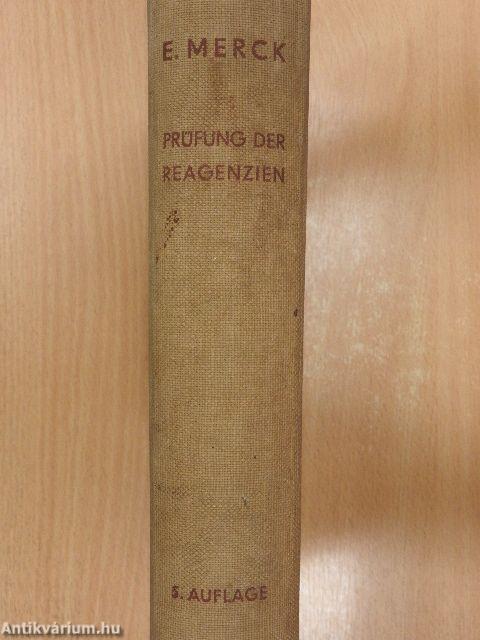 E. MERCK
PRÜFUNG DER
REAGENZIEN
5. AUFLAGE
Antikvárium.hu